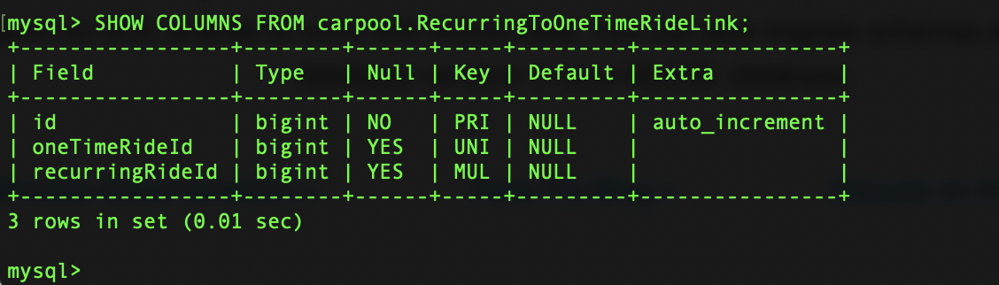 [mysql> SHOW COLUMNS FROM carpool.RecurringToOneTimeRideLink;
+-----------------+--------+------+-----+---------+----------------+
| Field           | Type   | Null | Key | Default | Extra          |
+-----------------+--------+------+-----+---------+----------------+
| id              | bigint | NO   | PRI | NULL    | auto_increment |
| oneTimeRideId   | bigint | YES  | UNI | NULL    |                |
| recurringRideId | bigint | YES  | MUL | NULL    |                |
+-----------------+--------+------+-----+---------+----------------+
3 rows in set (0.01 sec)
mysql>